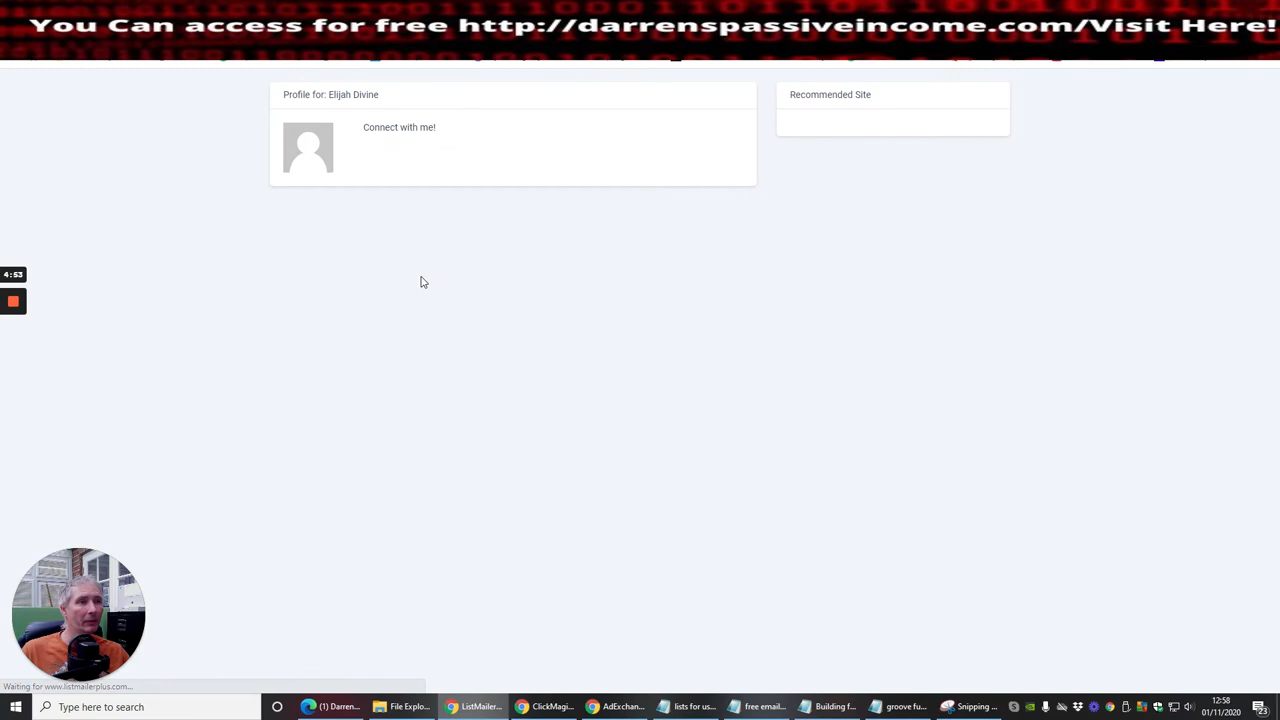 You Can access for free http://darrenspassiveincome.com/Visit Here!
Profile for: Elijah Divine
Recommended Site
Connect with me!
4:53
Waiting for www.listmailerplus.com...
Type here to search
(1) Darren...
File Explo...
ListMailer...
ClickMagi...
AdExchan...
lists for us...
free email...
Building f...
groove fu...
Snipping ...
12:58
01/11/2020
23